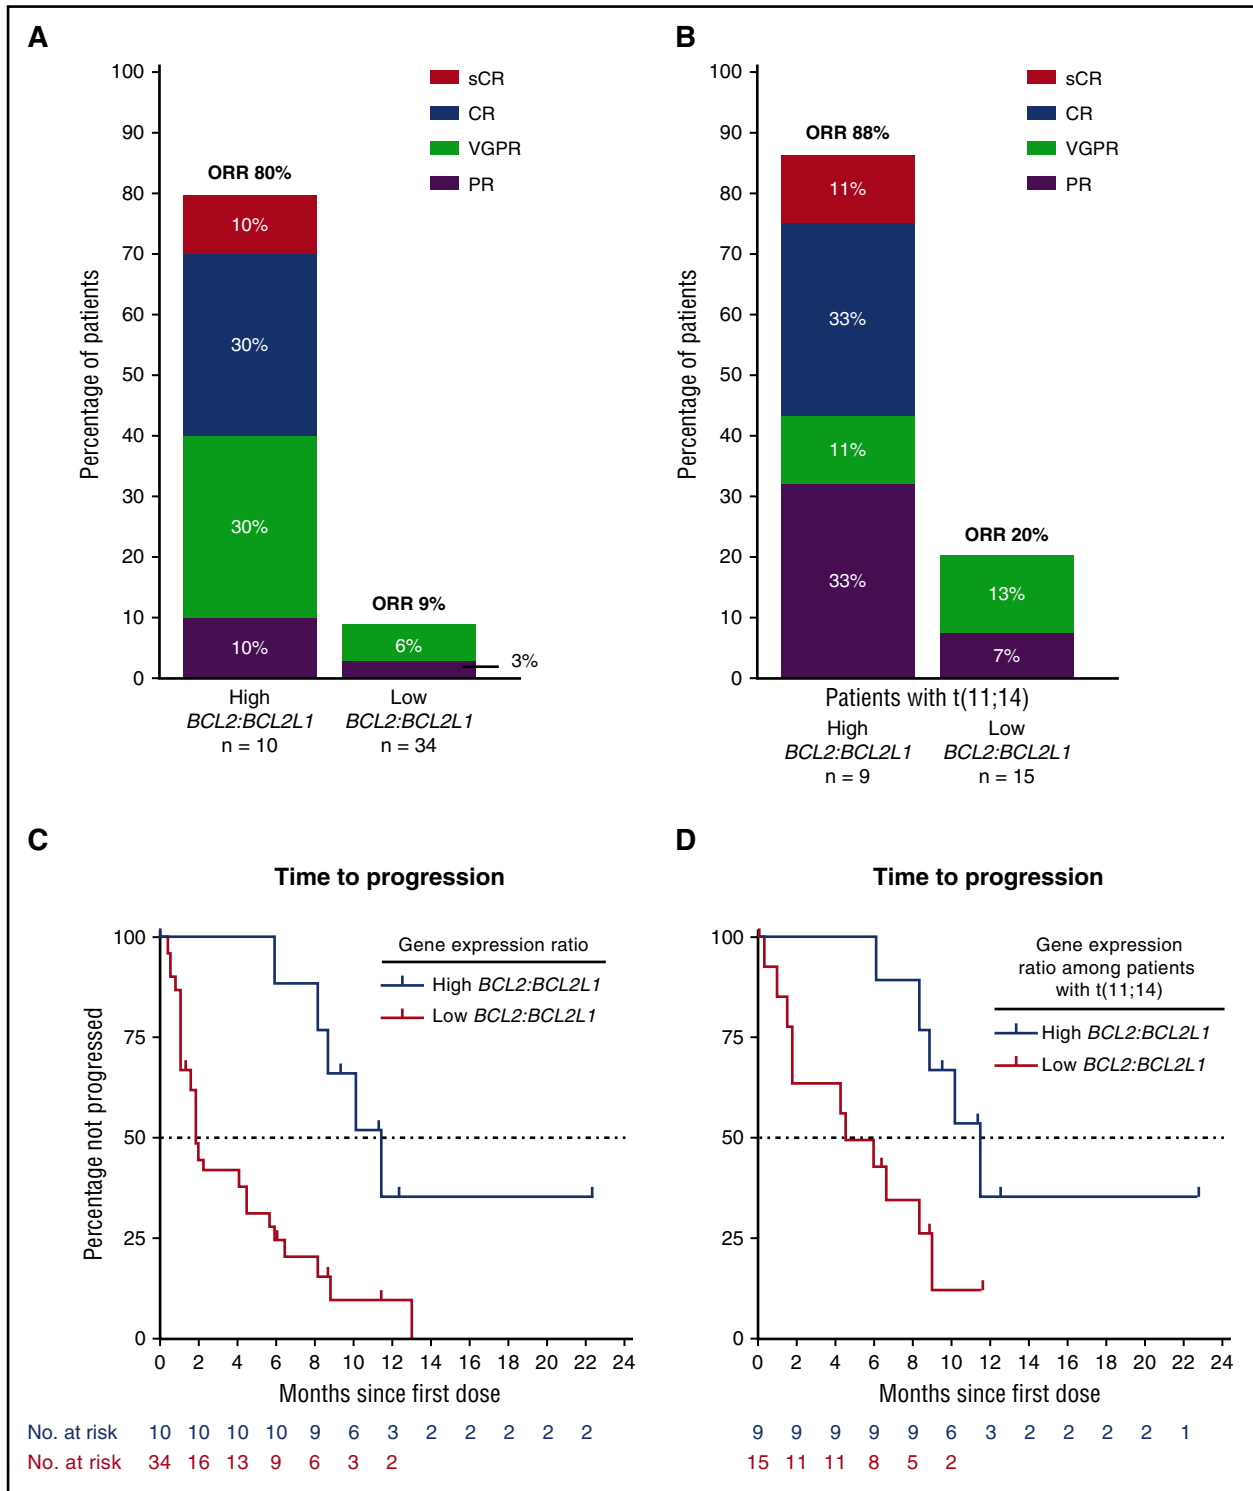 A
100
90
80
70
60
50
40
30
20
10
0
Percentage of patients
sCR
CR
VGPR
PR
ORR 80%
10%
30%
30%
10%
ORR 9%
6%
3%
High
BCL2:BCL2L1
n = 10
Low
BCL2:BCL2L1
n = 34
B
100
90
80
70
60
50
40
30
20
10
0
Percentage of patients
sCR
CR
VGPR
PR
ORR 88%
11%
33%
11%
33%
ORR 20%
13%
7%
Patients with t(11;14)
High
BCL2:BCL2L1
n = 9
Low
BCL2:BCL2L1
n = 15
C
Time to progression
100
75
50
25
0
Percentage not progressed
Gene expression ratio
High BCL2:BCL2L1
Low BCL2:BCL2L1
0 2 4 6 8 10 12 14 16 18 20 22 24
Months since first dose
No. at risk 10 10 10 10 9 6 3 2 2 2 2 2
No. at risk 34 16 13 9 6 3 2
D
Time to progression
100
75
50
25
0
Gene expression
ratio among patients
with t(11;14)
High BCL2:BCL2L1
Low BCL2:BCL2L1
0 2 4 6 8 10 12 14 16 18 20 22 24
Months since first dose
9 9 9 9 9 6 3 2 2 2 2 1
15 11 11 8 5 2